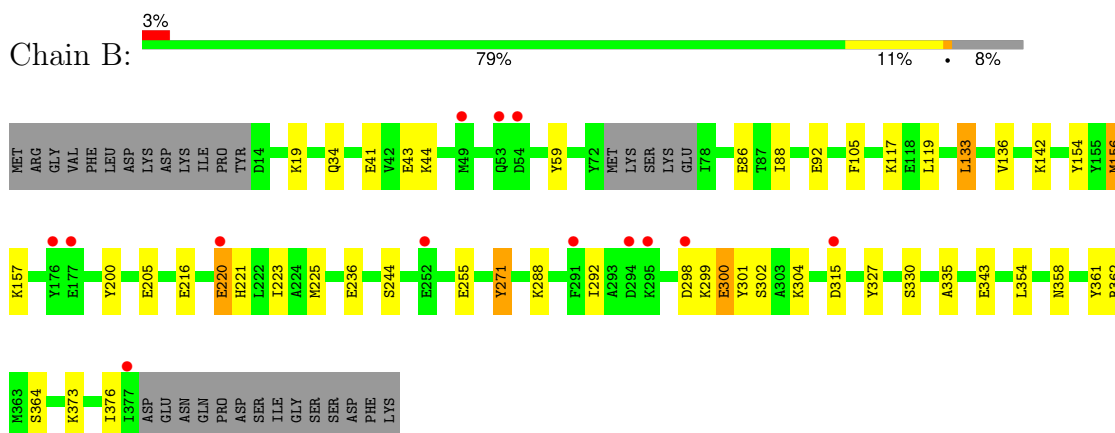 3%
Chain B:
79% 11% • 8%
MET ARG GLY VAL PHE LEU ASP LYS ASP LYS ILE PRO TYR D14 K19 Q34 E41 V42 E43 K44 M49 Q53 D54 Y59 Y72 MET LYS SER LYS GLU I78 E86 T87 I88 E92 F105 K117 E118 L119 L133 V136 K142 Y154 Y155 M156
K157 Y176 E177 Y200 E205 E216 E220 H221 L222 I223 A224 M225 E236 S244 E252 E255 Y271 K288 F291 I292 A293 D294 K295 D298 K299 E300 Y301 S302 A303 K304 D315 Y327 S330 A335 E343 L354 N358 Y361
M363 S364 K373 I376 I377 ASP GLU ASN GLN PRO ASP SER ILE GLY SER SER ASP PHE LYS